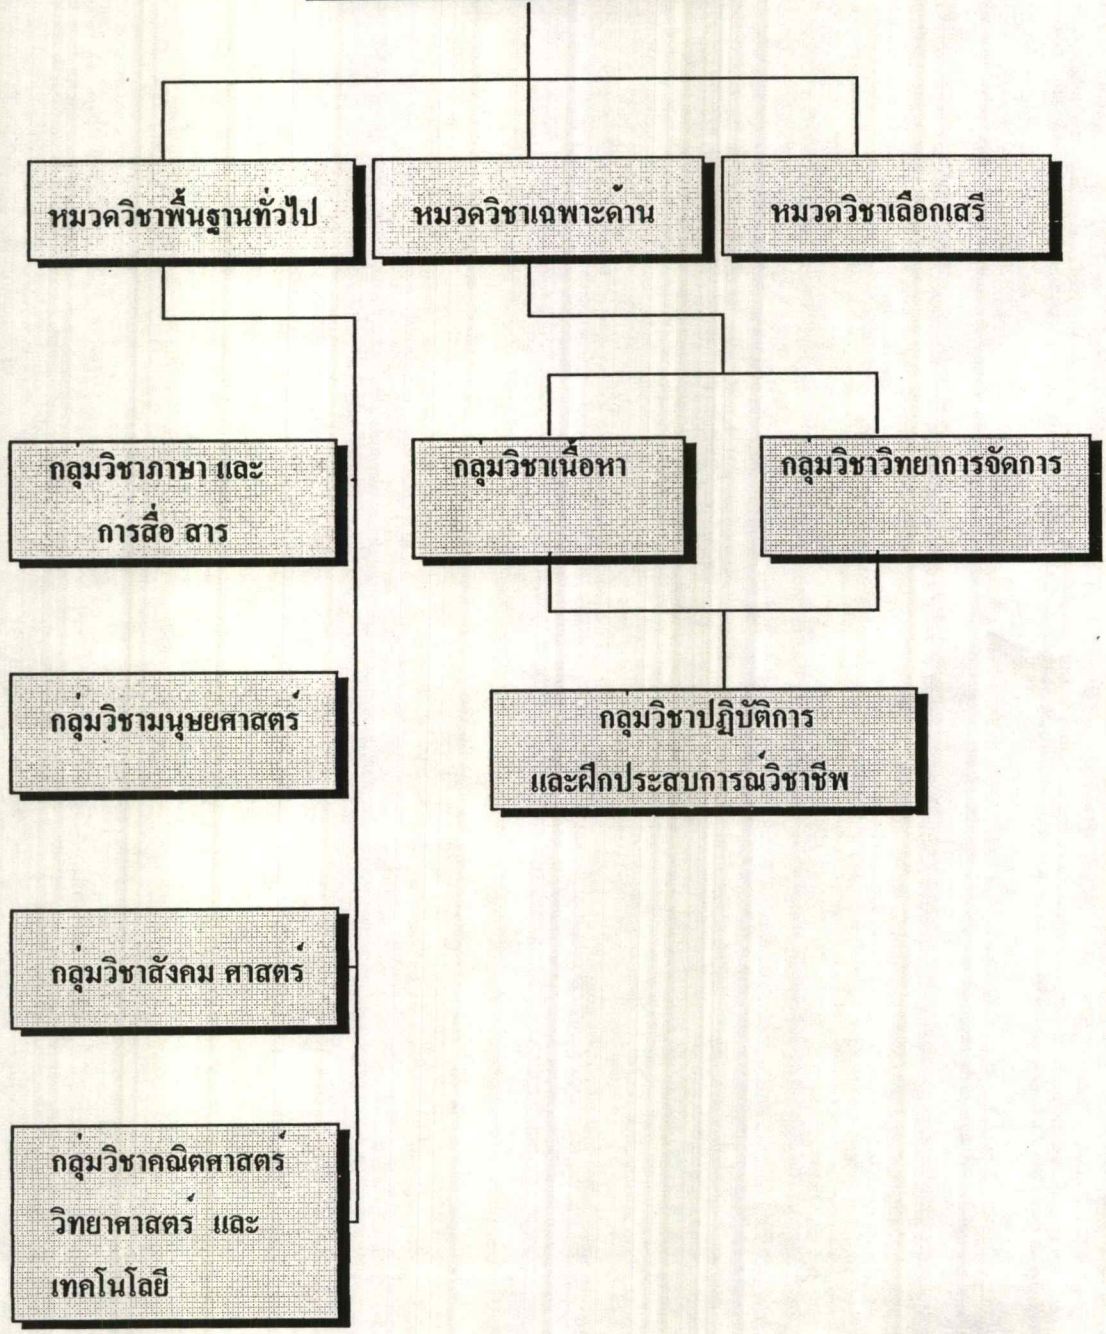 หมวดวิชาพื้นฐานทั่วไป
หมวดวิชาเฉพาะด้าน
หมวดวิชาเลือกเสรี
กลุ่มวิชาภาษา และ
การสื่อ สาร
กลุ่มวิชาเนื้อหา
กลุ่มวิชาวิทยาการจัดการ
กลุ่มวิชามนุษยศาสตร์
กลุ่มวิชาปฏิบัติการ
และฝึกประสบการณ์วิชาชีพ
กลุ่มวิชาสังคม ศาสตร์
กลุ่มวิชาคณิตศาสตร์
วิทยาศาสตร์ และ
เทคโนโลยี